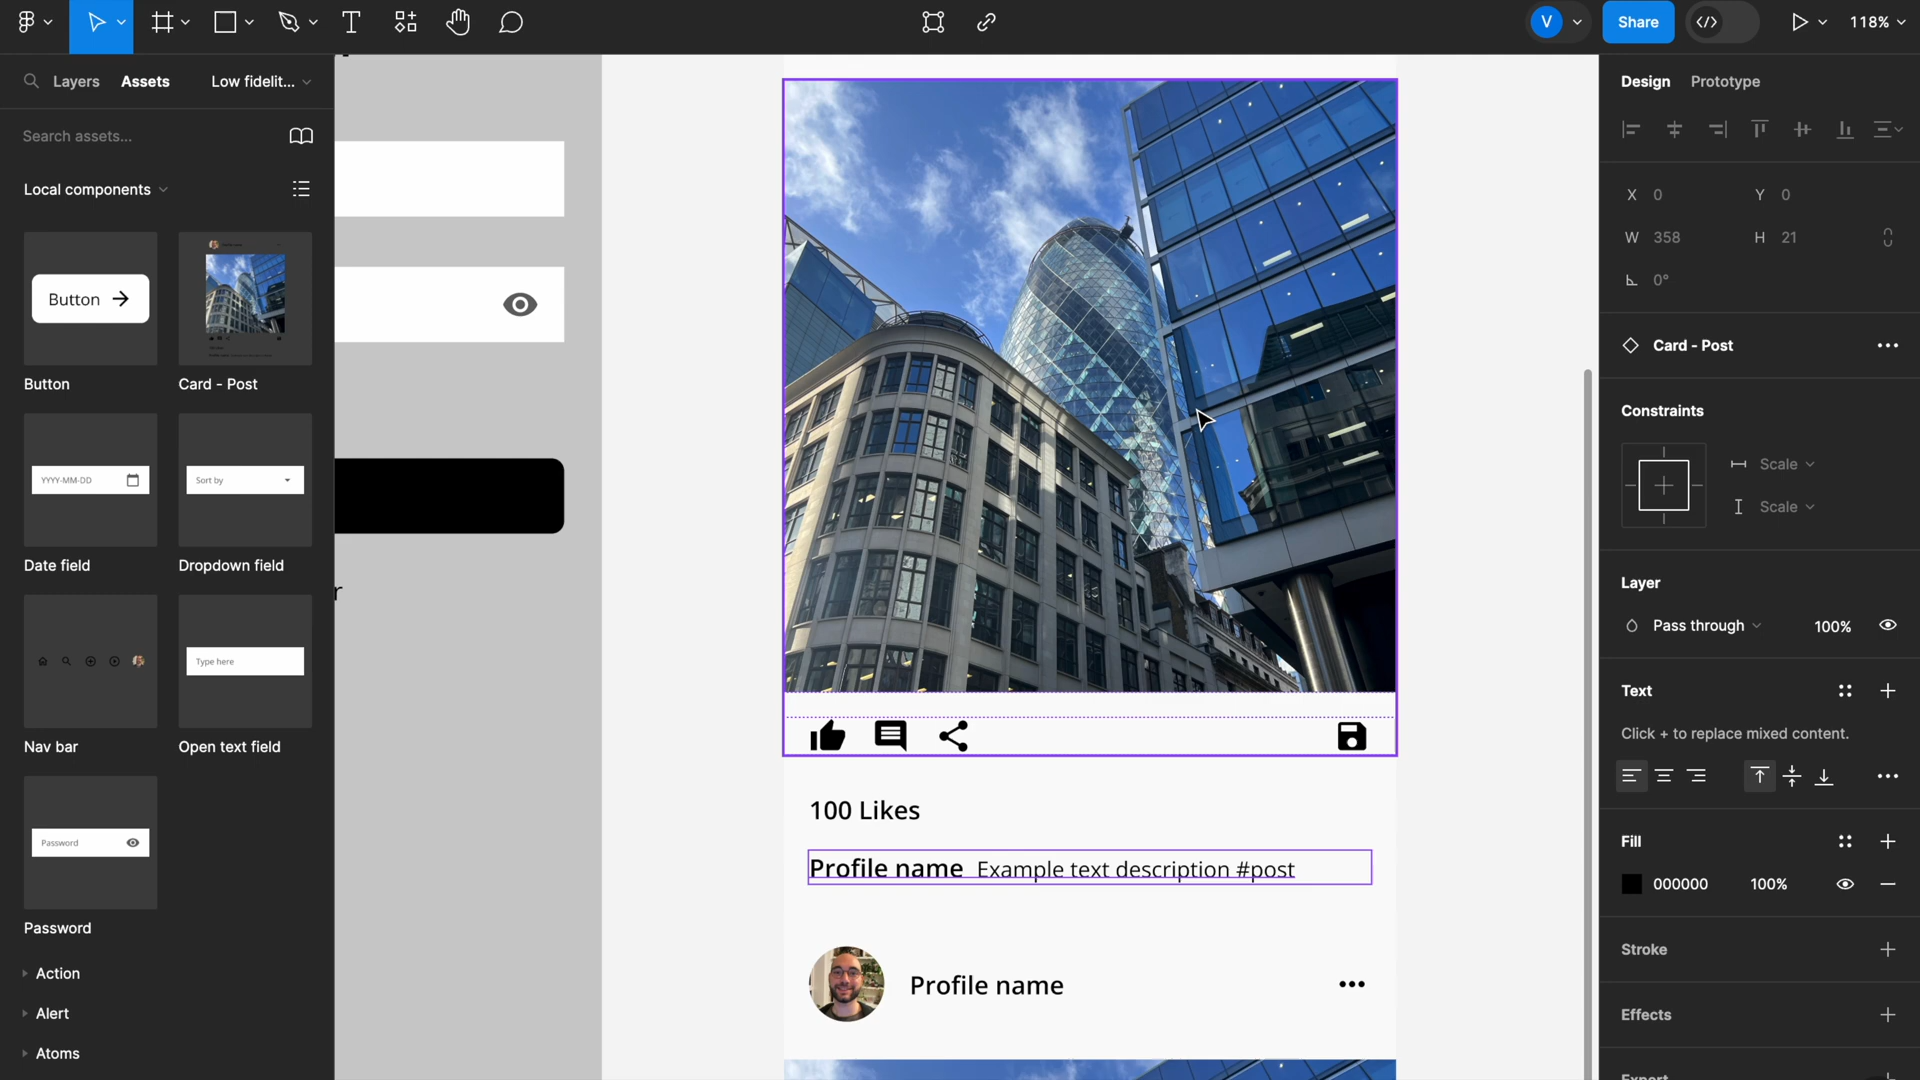 V
Share
118%
Layers
Assets
Low fidelit...
Search assets...
Local components
Button
Button
Card - Post
YYYY-MM-DD
Sort by
Date field
Dropdown field
Type here
Nav bar
Open text field
Password
Password
Action
Alert
Atoms
r
100 Likes
Profile name Example text description #post
Profile name
Design
Prototype
X 0
Y 0
W 358
H 21
0°
Card - Post
Constraints
Scale
Scale
Layer
Pass through
100%
Text
Click + to replace mixed content.
Fill
000000
100%
Stroke
Effects
Export